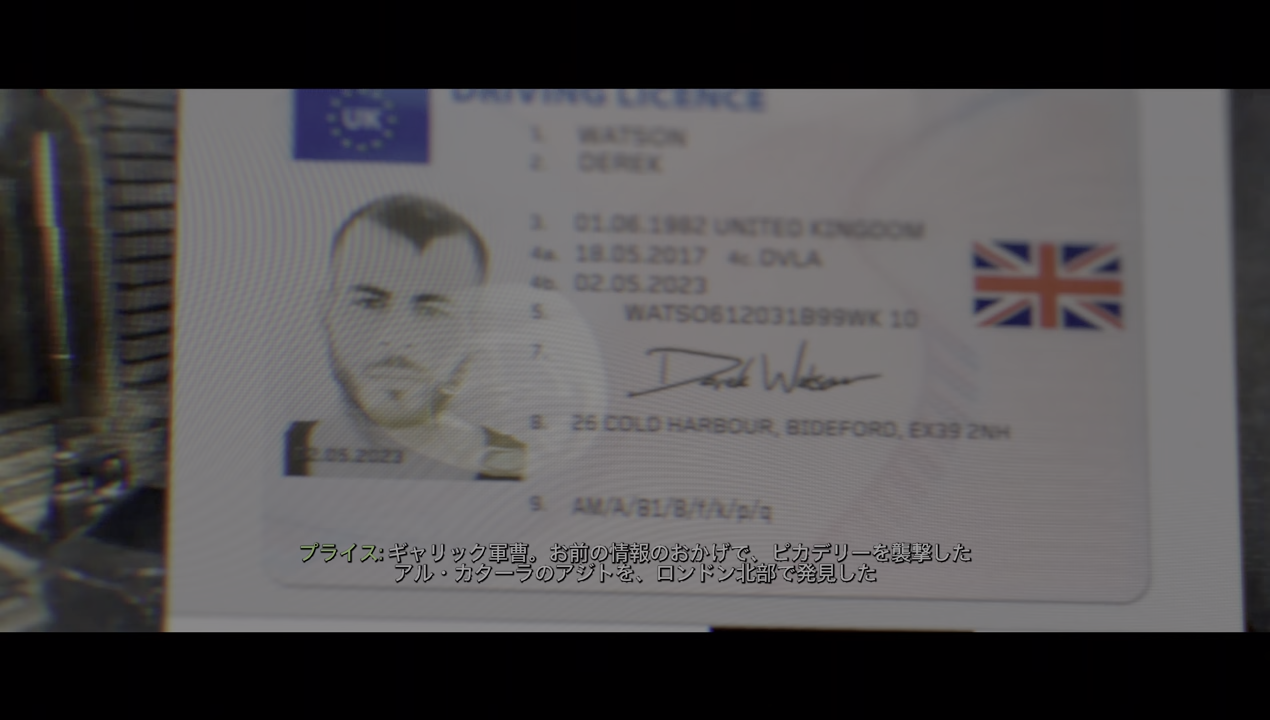 DRIVING LICENCE
UK
1. WATSON
2. DEREK
3. 01.06.1982 UNITED KINGDOM
4a. 18.05.2017 4c. DVLA
4b. 02.05.2023
5. WATSO612031B99WK 10
7. Derek Watson
8. 26 COLD HARBOUR, BIDEFORD, EX39 2NH
2.05.2023
9. AM/A/B1/B/f/k/p/q
プライス: ギャリック軍曹。お前の情報のおかげで、ピカデリーを襲撃した
アル・カターラのアジトを、ロンドン北部で発見した